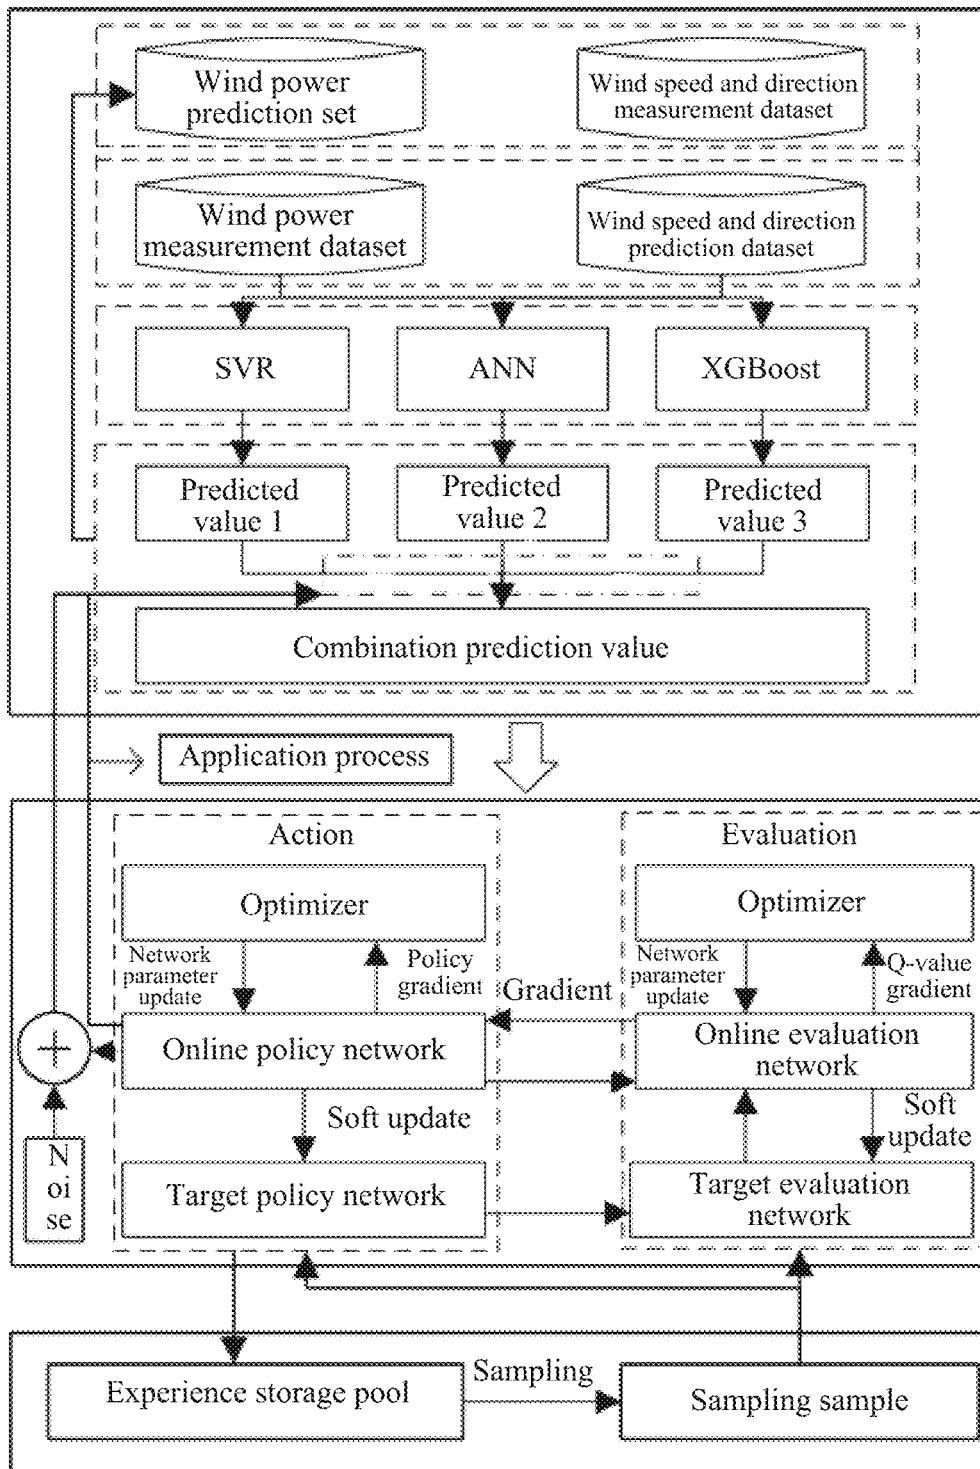 Wind power
prediction set
Wind speed and direction
measurement dataset
Wind power
measurement dataset
Wind speed and direction
prediction dataset
SVR
ANN
XGBoost
Predicted
value 1
Predicted
value 2
Predicted
value 3
Combination prediction value
Application process
Action
Optimizer
Network
parameter
update
Policy
gradient
Online policy network
Soft update
Target policy network
Gradient
Evaluation
Optimizer
Network
parameter
update
Q-value
gradient
Online evaluation
network
Soft
update
Target evaluation
network
N
oi
se
Experience storage pool
Sampling
Sampling sample